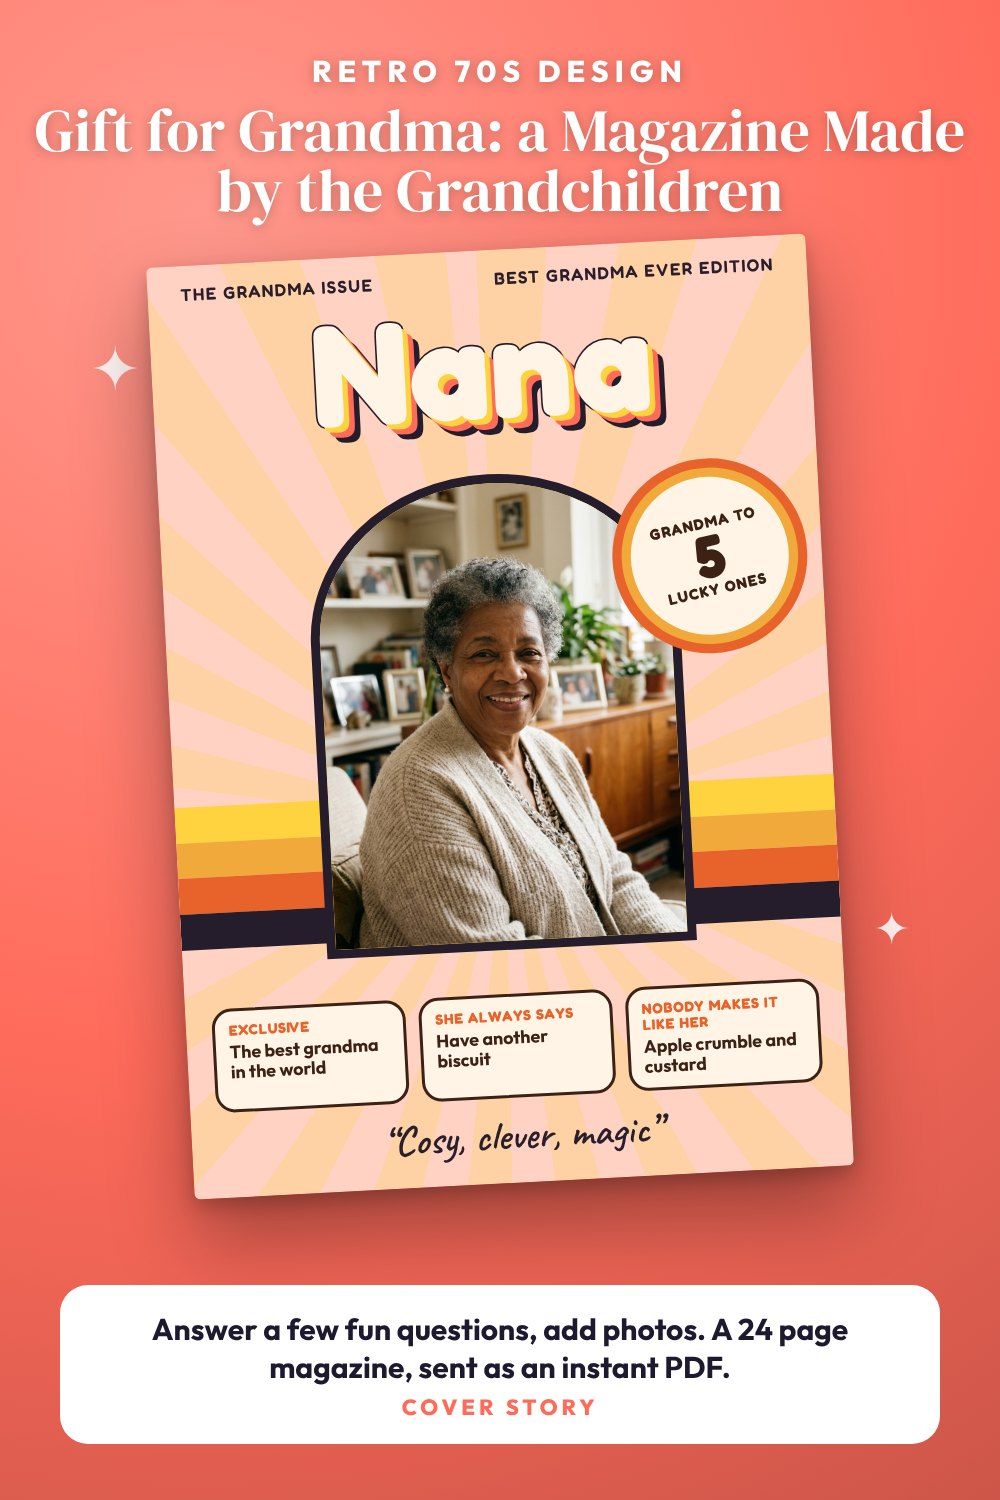 RETRO 70S DESIGN
Gift for Grandma: a Magazine Made
by the Grandchildren
THE GRANDMA ISSUE
BEST GRANDMA EVER EDITION
Nana
GRANDMA TO
5
LUCKY ONES
EXCLUSIVE
The best grandma
in the world
SHE ALWAYS SAYS
Have another
biscuit
NOBODY MAKES IT
LIKE HER
Apple crumble and
custard
“Cosy, clever, magic”
Answer a few fun questions, add photos. A 24 page
magazine, sent as an instant PDF.
COVER STORY